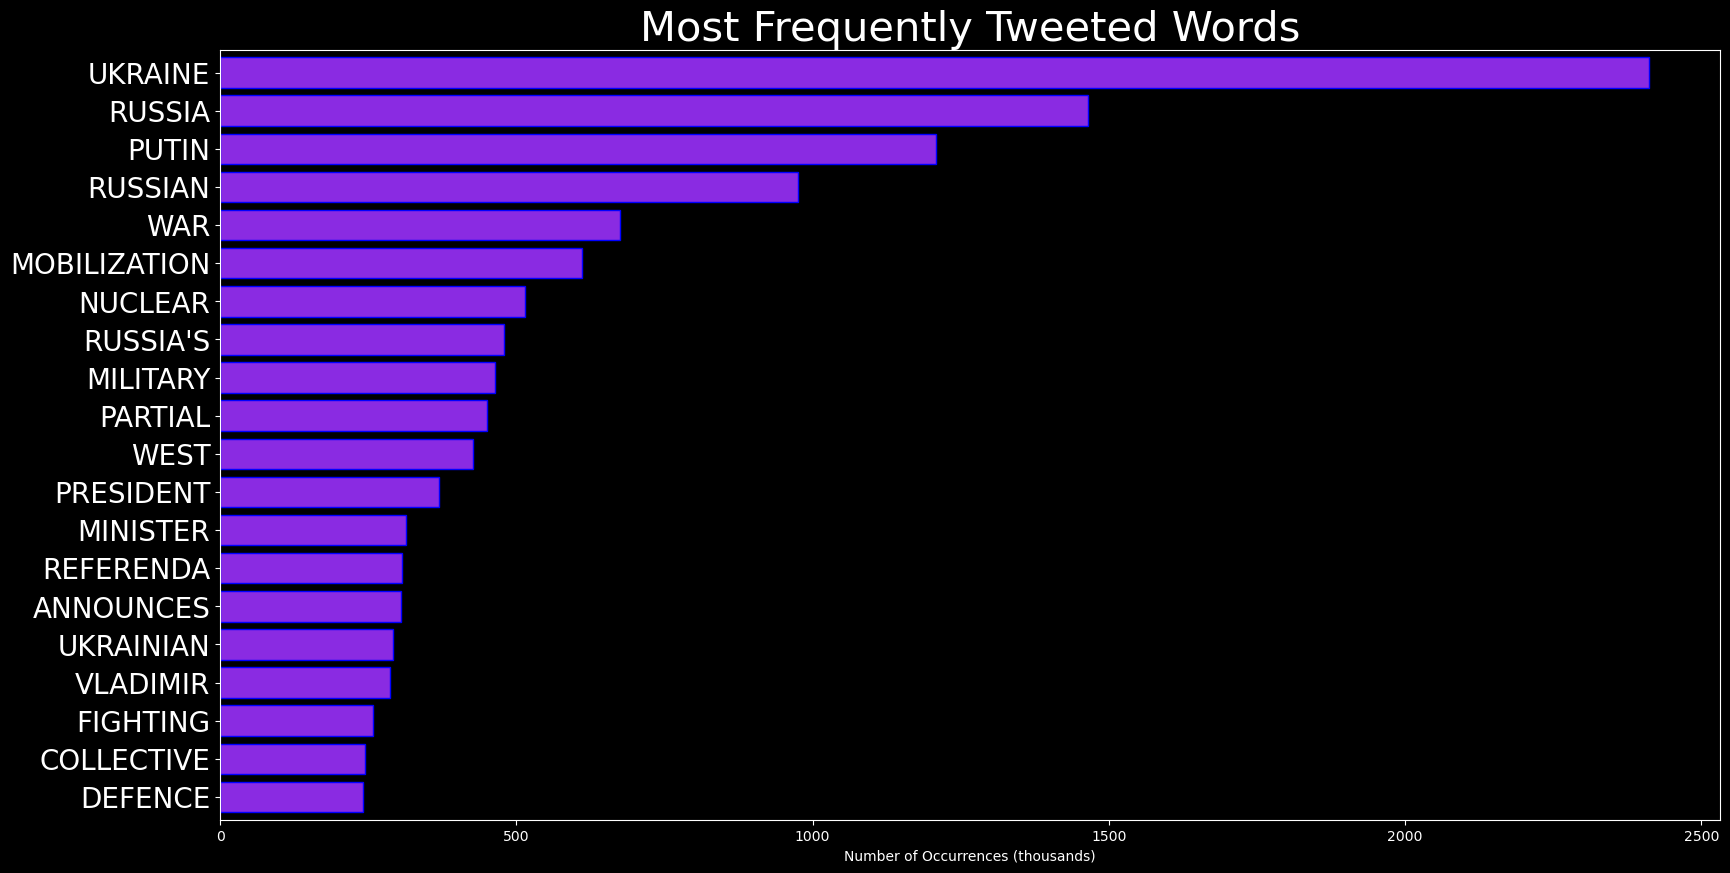 Most Frequently Tweeted Words
UKRAINE
RUSSIA
PUTIN
RUSSIAN
WAR
MOBILIZATION
NUCLEAR
RUSSIA'S
MILITARY
PARTIAL
WEST
PRESIDENT
MINISTER
REFERENDA
ANNOUNCES
UKRAINIAN
VLADIMIR
FIGHTING
COLLECTIVE
DEFENCE
0 500 1000 1500 2000 2500
Number of Occurrences (thousands)